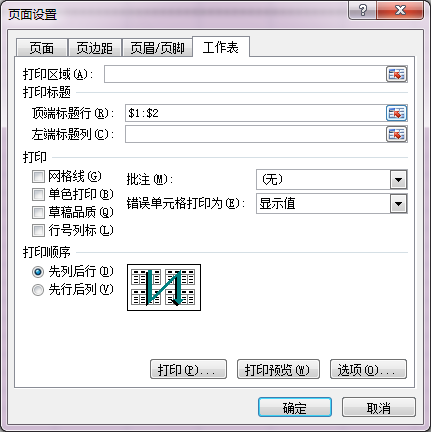 页面设置
页面 页边距 页眉/页脚 工作表
打印区域(A):
打印标题
顶端标题行(R): $1:$2
左端标题列(C):
打印
网格线(G) 批注(M): (无)
单色打印(B)
草稿品质(Q) 错误单元格打印为(E): 显示值
行号列标(L)
打印顺序
先列后行(D)
先行后列(V)
打印(P)... 打印预览(W) 选项(O)...
确定 取消